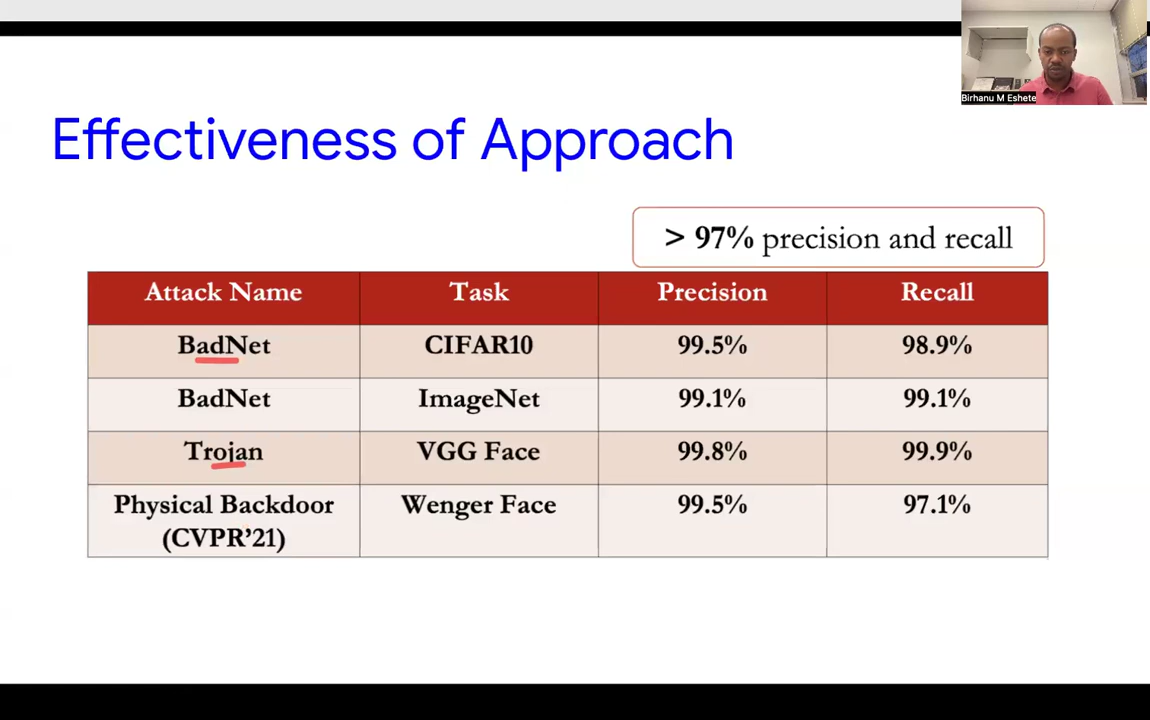 Birhanu M Eshete
Effectiveness of Approach
> 97% precision and recall
Attack Name Task Precision Recall
BadNet CIFAR10 99.5% 98.9%
BadNet ImageNet 99.1% 99.1%
Trojan VGG Face 99.8% 99.9%
Physical Backdoor Wenger Face 99.5% 97.1%
(CVPR’21)